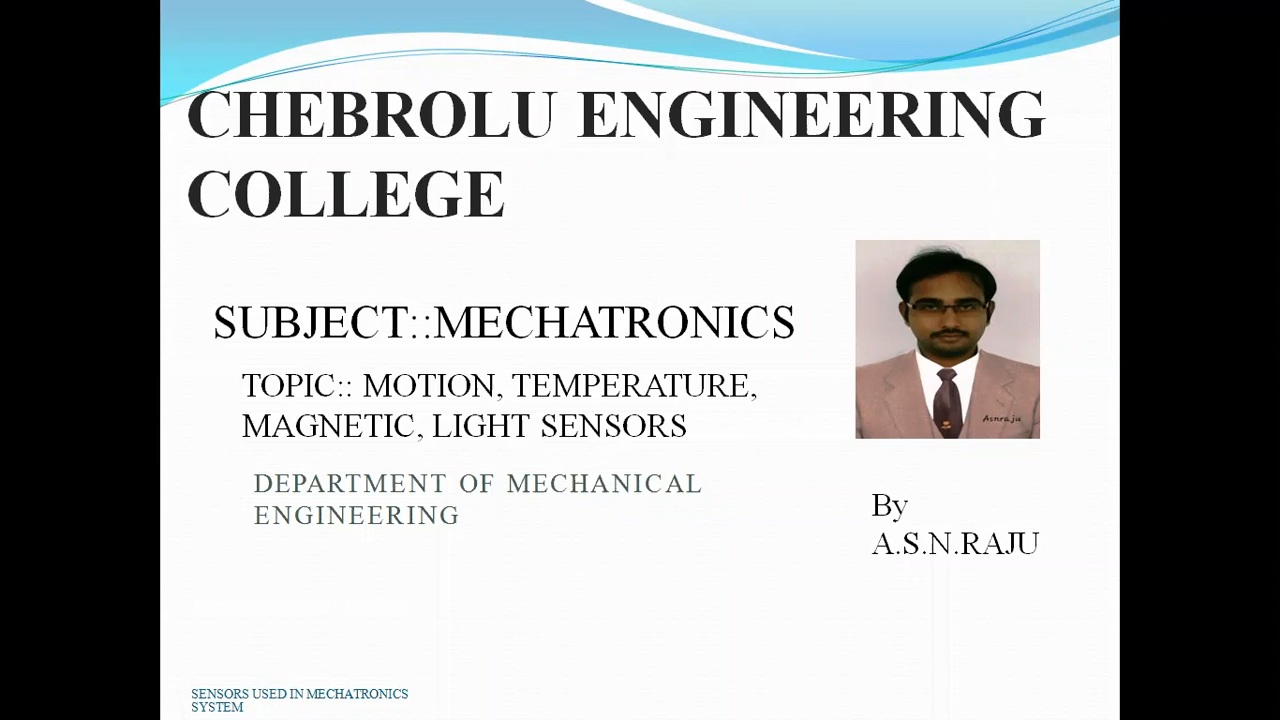 CHEBROLU ENGINEERING
COLLEGE
SUBJECT::MECHATRONICS
TOPIC:: MOTION, TEMPERATURE,
MAGNETIC, LIGHT SENSORS
Asnraju
DEPARTMENT OF MECHANICAL
ENGINEERING
By
A.S.N.RAJU
SENSORS USED IN MECHATRONICS
SYSTEM